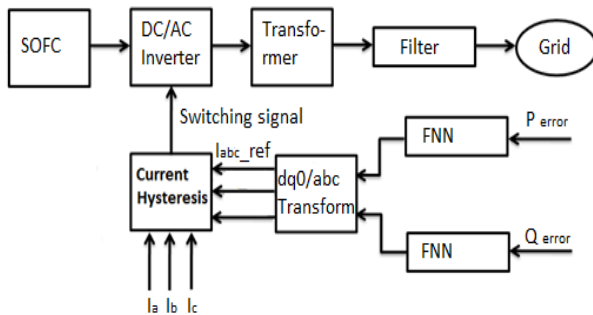 SOFC
DC/AC
Inverter
Transfo-
rmer
Filter
Grid
Switching signal
Iabc_ref
P error
FNN
Current
Hysteresis
dq0/abc
Transform
FNN
Q error
Ia Ib Ic